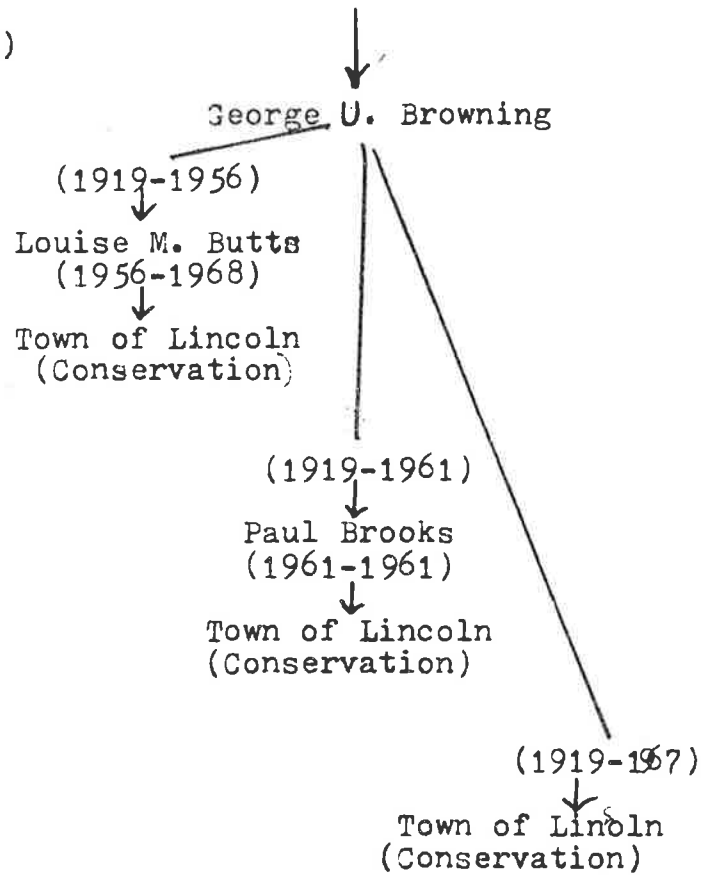 )
George U. Browning
(1919-1956)
Louise M. Butts
(1956-1968)
Town of Lincoln
(Conservation)
(1919-1961)
Paul Brooks
(1961-1961)
Town of Lincoln
(Conservation)
(1919-1967)
Town of Lincoln
(Conservation)